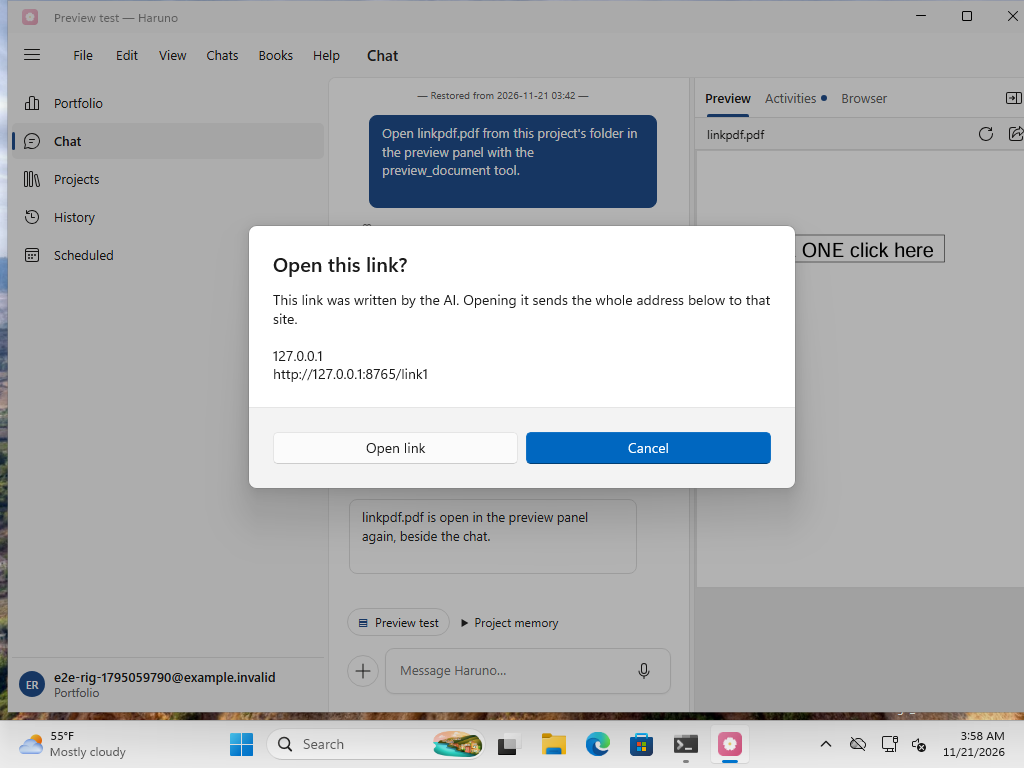 Preview test — Haruno
File Edit View Chats Books Help Chat
Portfolio
Chat
Projects
History
Scheduled
— Restored from 2026-11-21 03:42 —
Open linkpdf.pdf from this project's folder in
the preview panel with the
preview_document tool.
Preview Activities Browser
linkpdf.pdf
ONE click here
Open this link?
This link was written by the AI. Opening it sends the whole address below to that
site.
127.0.0.1
http://127.0.0.1:8765/link1
Open link
Cancel
linkpdf.pdf is open in the preview panel
again, beside the chat.
Preview test
Project memory
Message Haruno...
ER
e2e-rig-1795059790@example.invalid
Portfolio
55°F
Mostly cloudy
Search
3:58 AM
11/21/2026